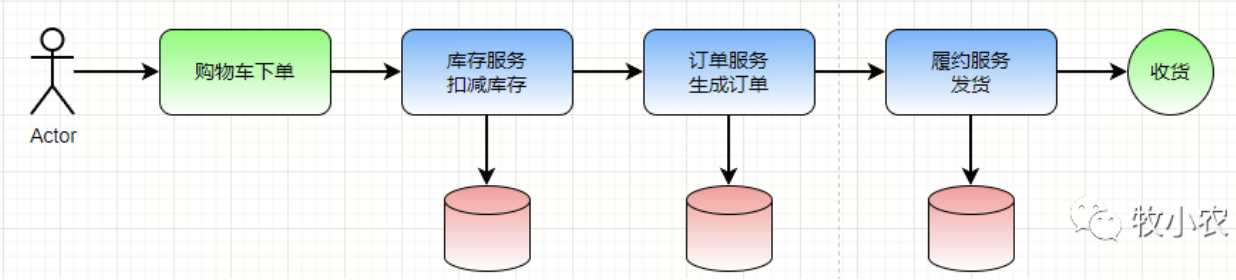 Actor
购物车下单
库存服务
扣减库存
订单服务
生成订单
履约服务
发货
收货
牧小农